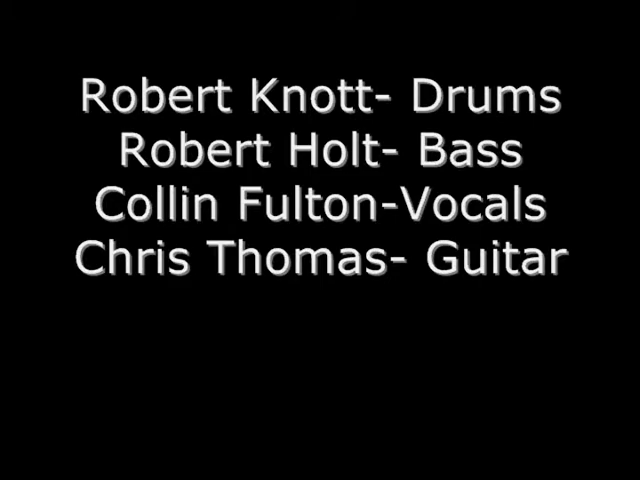 Robert Knott- Drums
Robert Holt- Bass
Collin Fulton-Vocals
Chris Thomas- Guitar